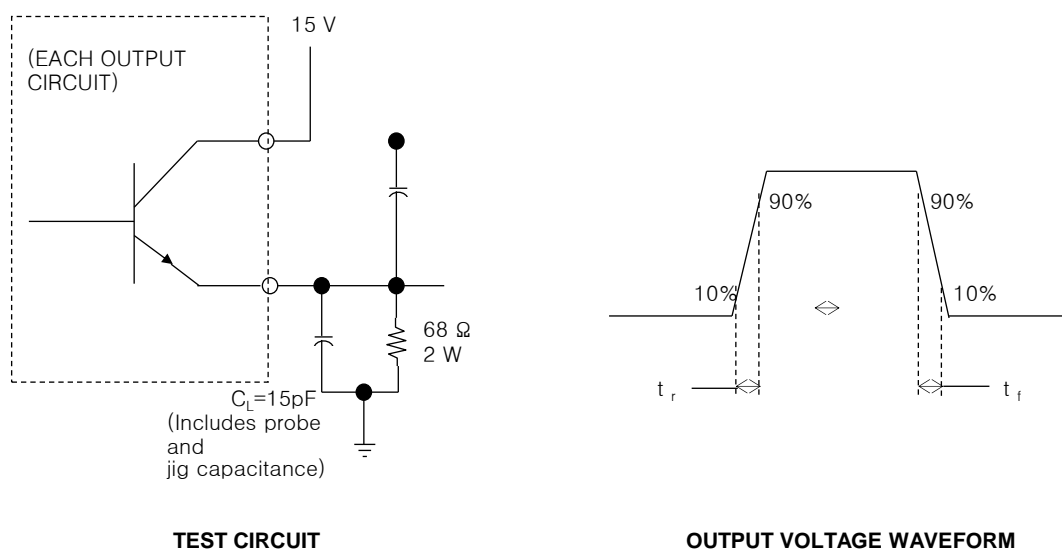 15 V
(EACH OUTPUT
CIRCUIT)
68 Ω
2 W
C_L=15pF
(Includes probe
and
jig capacitance)
TEST CIRCUIT
90%
90%
10%
10%
t r
t f
OUTPUT VOLTAGE WAVEFORM